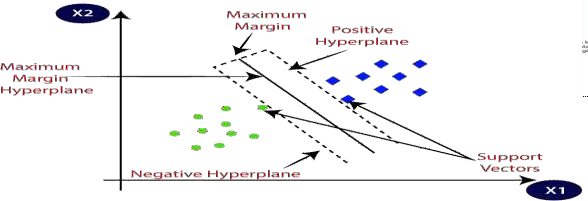 X2
Maximum
Margin
Positive
Hyperplane
Maximum
Margin
Hyperplane
Negative Hyperplane
Support
Vectors
X1